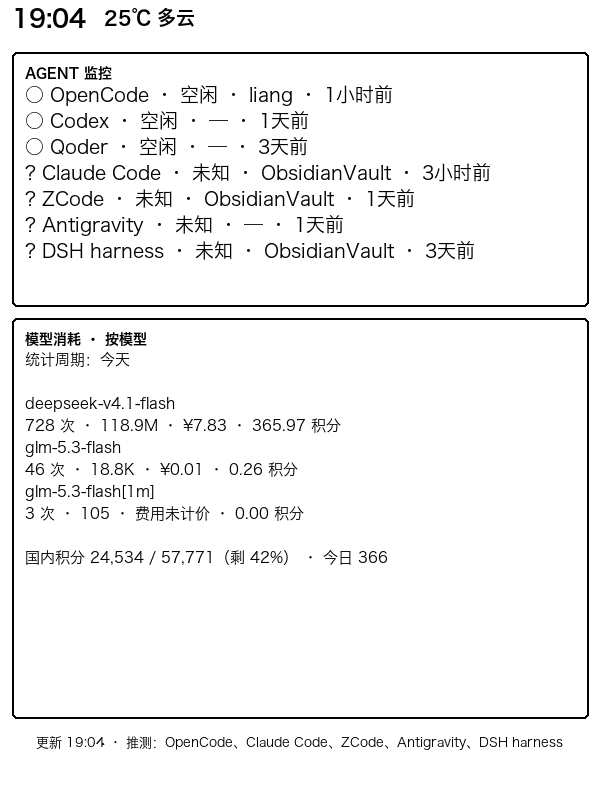 19:04 25℃ 多云
AGENT 监控
○ OpenCode · 空闲 · liang · 1小时前
○ Codex · 空闲 · — · 1天前
○ Qoder · 空闲 · — · 3天前
? Claude Code · 未知 · ObsidianVault · 3小时前
? ZCode · 未知 · ObsidianVault · 1天前
? Antigravity · 未知 · — · 1天前
? DSH harness · 未知 · ObsidianVault · 3天前
模型消耗 · 按模型
统计周期：今天
deepseek-v4.1-flash
728 次 · 118.9M · ¥7.83 · 365.97 积分
glm-5.3-flash
46 次 · 18.8K · ¥0.01 · 0.26 积分
glm-5.3-flash[1m]
3 次 · 105 · 费用未计价 · 0.00 积分
国内积分 24,534 / 57,771（剩 42%） · 今日 366
更新 19:04 · 推测：OpenCode、Claude Code、ZCode、Antigravity、DSH harness